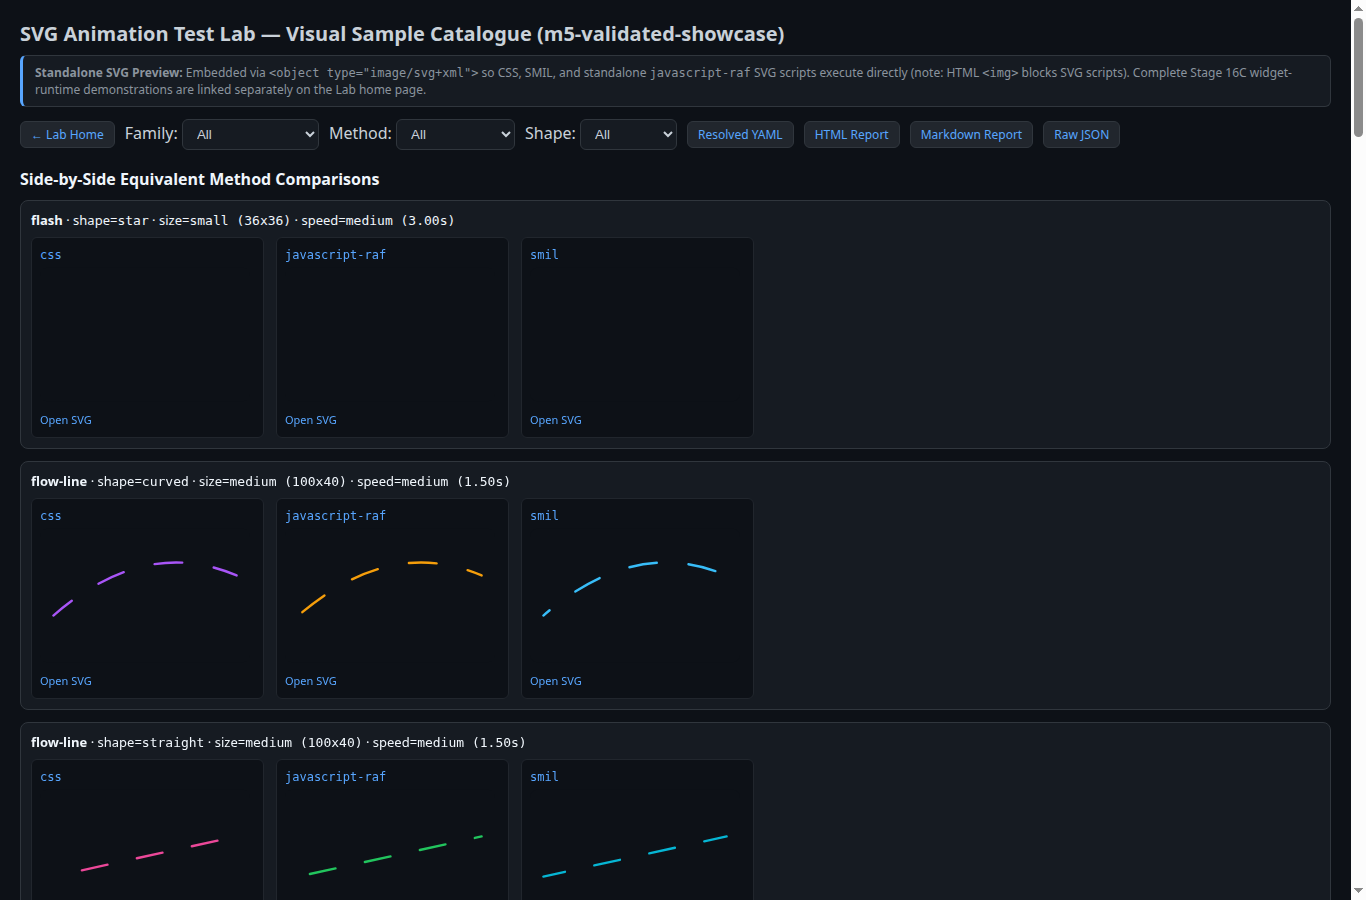 SVG Animation Test Lab — Visual Sample Catalogue (m5-validated-showcase)
Standalone SVG Preview: Embedded via <object type="image/svg+xml"> so CSS, SMIL, and standalone javascript-raf SVG scripts execute directly (note: HTML <img> blocks SVG scripts). Complete Stage 16C widget-
runtime demonstrations are linked separately on the Lab home page.
← Lab Home Family: All Method: All Shape: All Resolved YAML HTML Report Markdown Report Raw JSON
Side-by-Side Equivalent Method Comparisons
flash · shape=star · size=small (36x36) · speed=medium (3.00s)
css javascript-raf smil
Open SVG Open SVG Open SVG
flow-line · shape=curved · size=medium (100x40) · speed=medium (1.50s)
css javascript-raf smil
Open SVG Open SVG Open SVG
flow-line · shape=straight · size=medium (100x40) · speed=medium (1.50s)
css javascript-raf smil